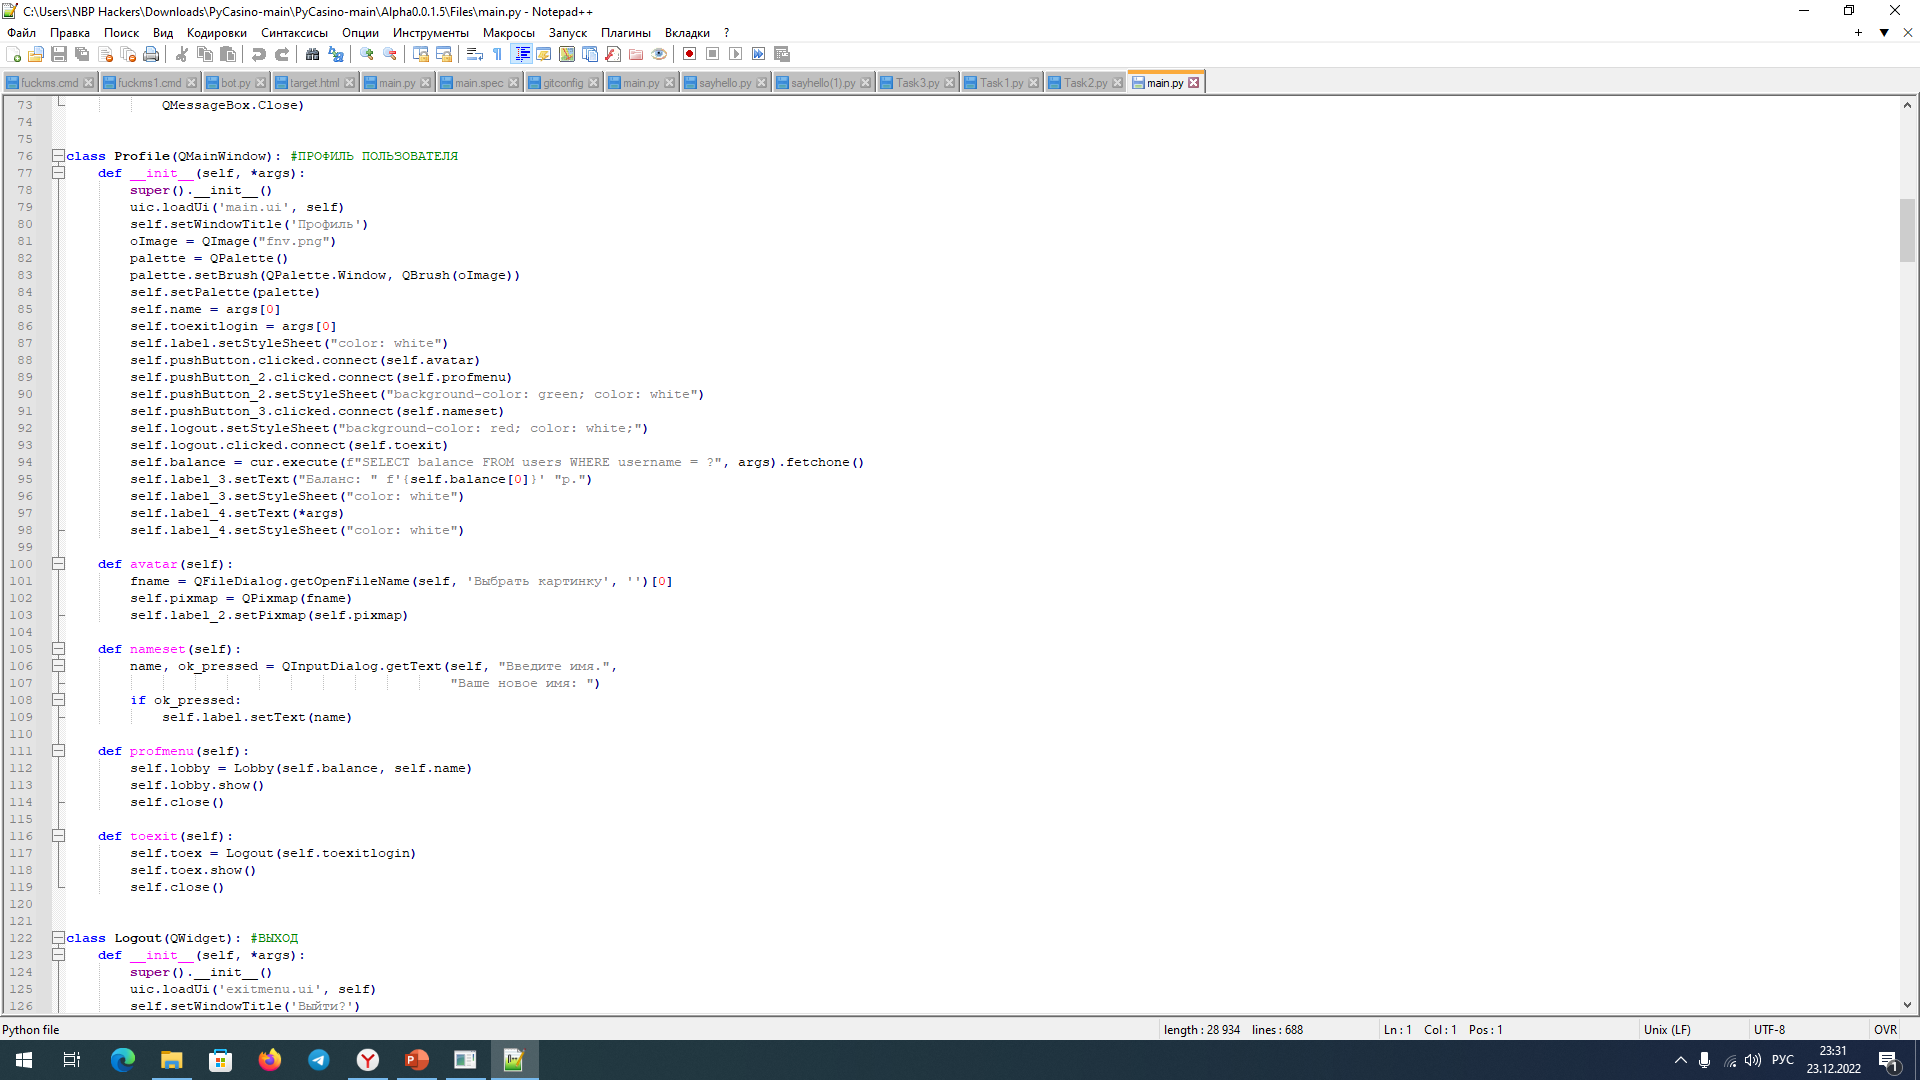 C:\Users\NBP Hackers\Downloads\PyCasino-main\PyCasino-main\Alpha0.0.1.5\Files\main.py - Notepad++
Файл Правка Поиск Вид Кодировки Синтаксисы Опции Инструменты Макросы Запуск Плагины Вкладки ?
fuckms.cmd fuckms1.cmd bot.py target.html main.py main.spec gitconfig main.py sayhello.py sayhello(1).py Task3.py Task1.py Task2.py main.py
73 QMessageBox.Close)
74
75
76 class Profile(QMainWindow): #ПРОФИЛЬ ПОЛЬЗОВАТЕЛЯ
77 def __init__(self, *args):
78 super().__init__()
79 uic.loadUi('main.ui', self)
80 self.setWindowTitle('Профиль')
81 oImage = QImage("fnv.png")
82 palette = QPalette()
83 palette.setBrush(QPalette.Window, QBrush(oImage))
84 self.setPalette(palette)
85 self.name = args[0]
86 self.toexitlogin = args[0]
87 self.label.setStyleSheet("color: white")
88 self.pushButton.clicked.connect(self.avatar)
89 self.pushButton_2.clicked.connect(self.profmenu)
90 self.pushButton_2.setStyleSheet("background-color: green; color: white")
91 self.pushButton_3.clicked.connect(self.nameset)
92 self.logout.setStyleSheet("background-color: red; color: white;")
93 self.logout.clicked.connect(self.toexit)
94 self.balance = cur.execute(f"SELECT balance FROM users WHERE username = ?", args).fetchone()
95 self.label_3.setText("Баланс: " f'{self.balance[0]}' "р.")
96 self.label_3.setStyleSheet("color: white")
97 self.label_4.setText(*args)
98 self.label_4.setStyleSheet("color: white")
99
100 def avatar(self):
101 fname = QFileDialog.getOpenFileName(self, 'Выбрать картинку', '')[0]
102 self.pixmap = QPixmap(fname)
103 self.label_2.setPixmap(self.pixmap)
104
105 def nameset(self):
106 name, ok_pressed = QInputDialog.getText(self, "Введите имя.",
107 "Ваше новое имя: ")
108 if ok_pressed:
109 self.label.setText(name)
110
111 def profmenu(self):
112 self.lobby = Lobby(self.balance, self.name)
113 self.lobby.show()
114 self.close()
115
116 def toexit(self):
117 self.toex = Logout(self.toexitlogin)
118 self.toex.show()
119 self.close()
120
121
122 class Logout(QWidget): #ВЫХОД
123 def __init__(self, *args):
124 super().__init__()
125 uic.loadUi('exitmenu.ui', self)
126 self.setWindowTitle('Выйти?')
Python file length : 28 934 lines : 688 Ln : 1 Col : 1 Pos : 1 Unix (LF) UTF-8 OVR
РУС 23:31
23.12.2022 1